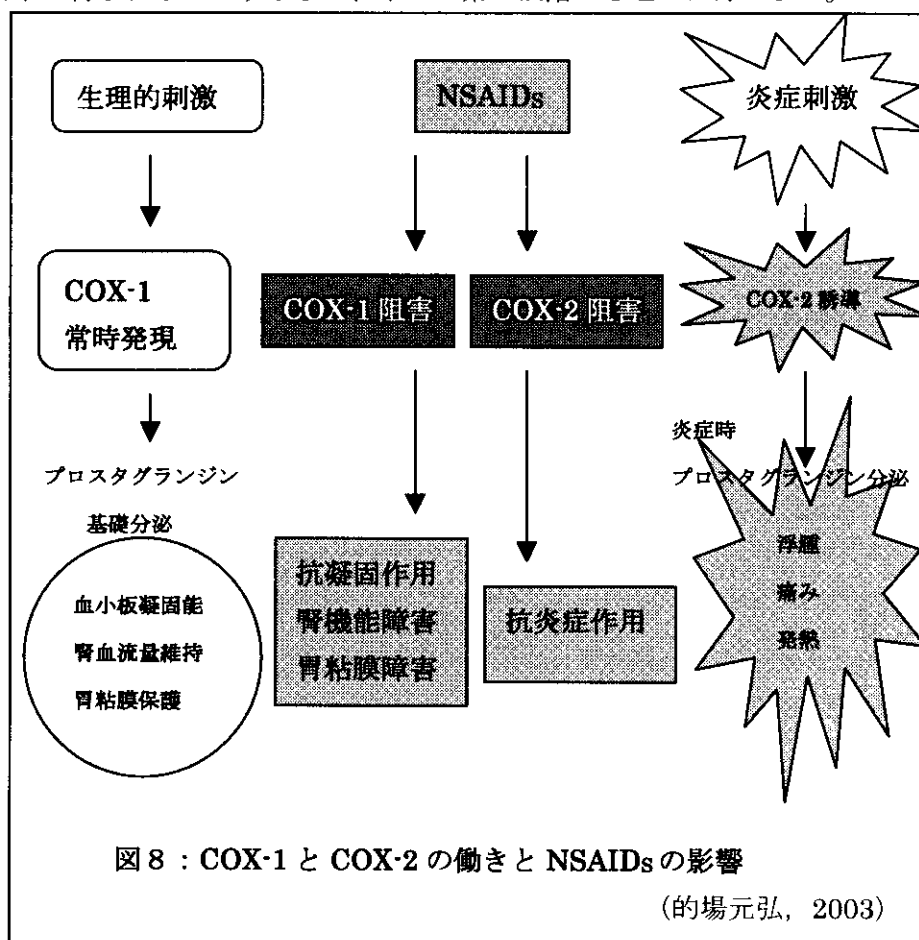 生理的刺激
NSAIDs
炎症刺激
COX-1
常時発現
COX-1阻害
COX-2阻害
COX-2誘導
プロスタグランジン
基礎分泌
炎症時
プロスタグランジン分泌
血小板凝固能
腎血流量維持
胃粘膜保護
抗凝固作用
腎機能障害
胃粘膜障害
抗炎症作用
浮腫
痛み
発熱
図8:COX-1とCOX-2の働きとNSAIDsの影響
(的場元弘, 2003)